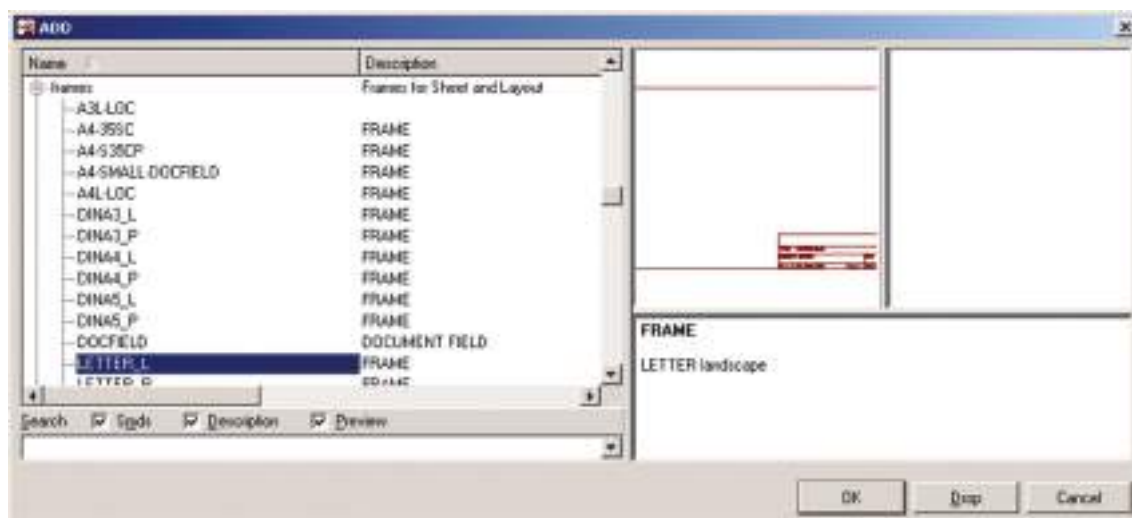 ADD
Name Description
frames Frames for Sheet and Layout
A3L-LOC
A4-35SC FRAME
A4-S35CP FRAME
A4-SMALL-DOCFIELD FRAME
A4L-LOC FRAME
DINA3_L FRAME
DINA3_P FRAME
DINA4_L FRAME
DINA4_P FRAME
DINA5_L FRAME
DINA5_P FRAME
DOCFIELD DOCUMENT FIELD
LETTER_L FRAME
LETTER_P FRAME
Search Smds Description Preview
FRAME
LETTER landscape
OK Drop Cancel